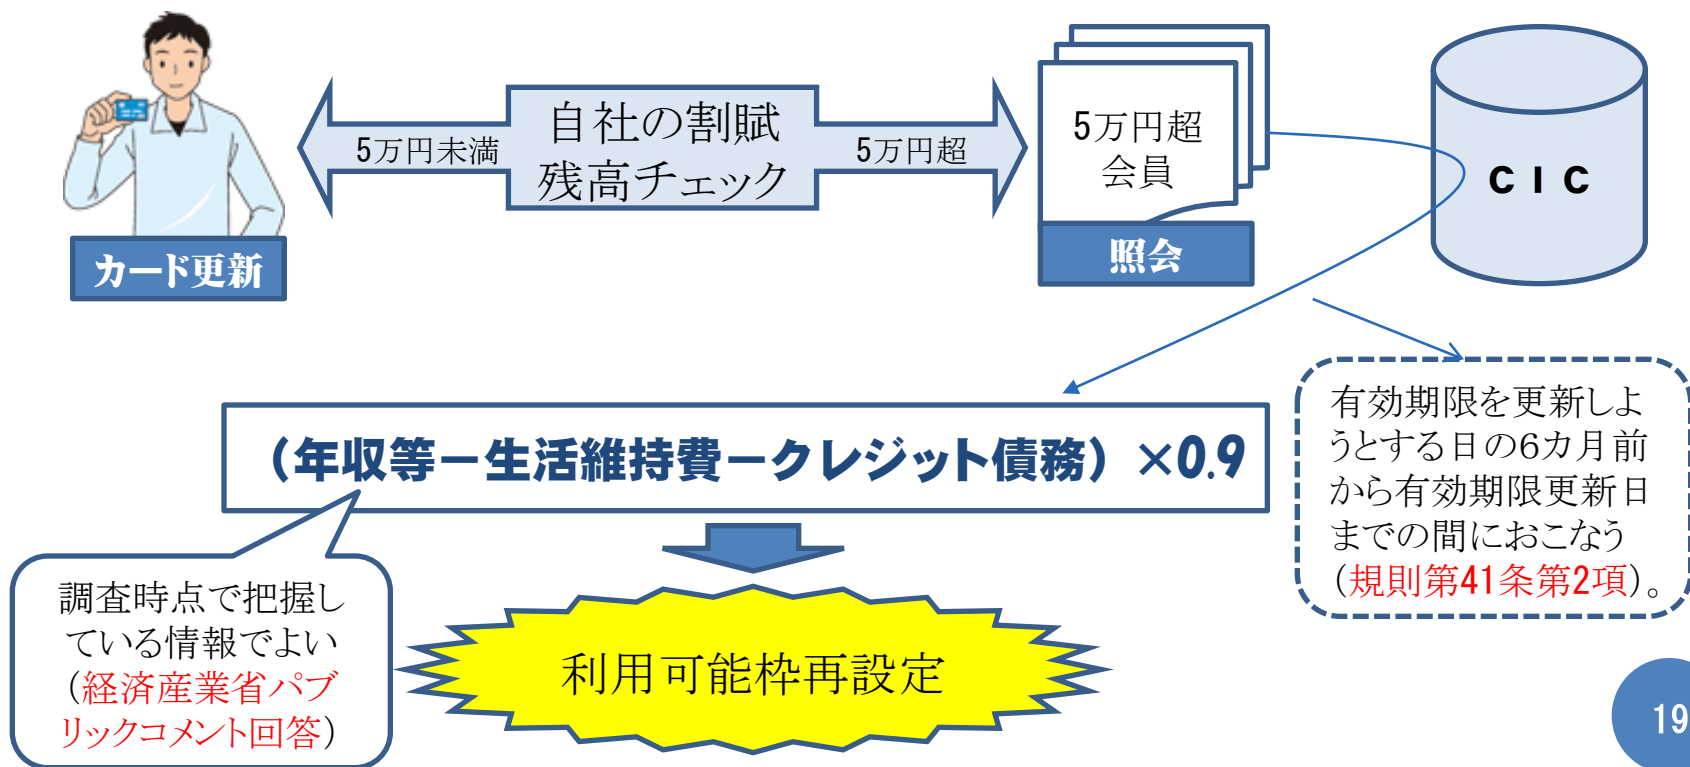 自社の割賦
残高チェック
5万円未満
5万円超
5万円超
会員
CIC
カード更新
照会
（年収等－生活維持費－クレジット債務）×0.9
有効期限を更新しよ
うとする日の6カ月前
から有効期限更新日
までの間におこなう
（規則第41条第2項）。
調査時点で把握し
ている情報でよい
（経済産業省パブ
リックコメント回答）
利用可能枠再設定
19